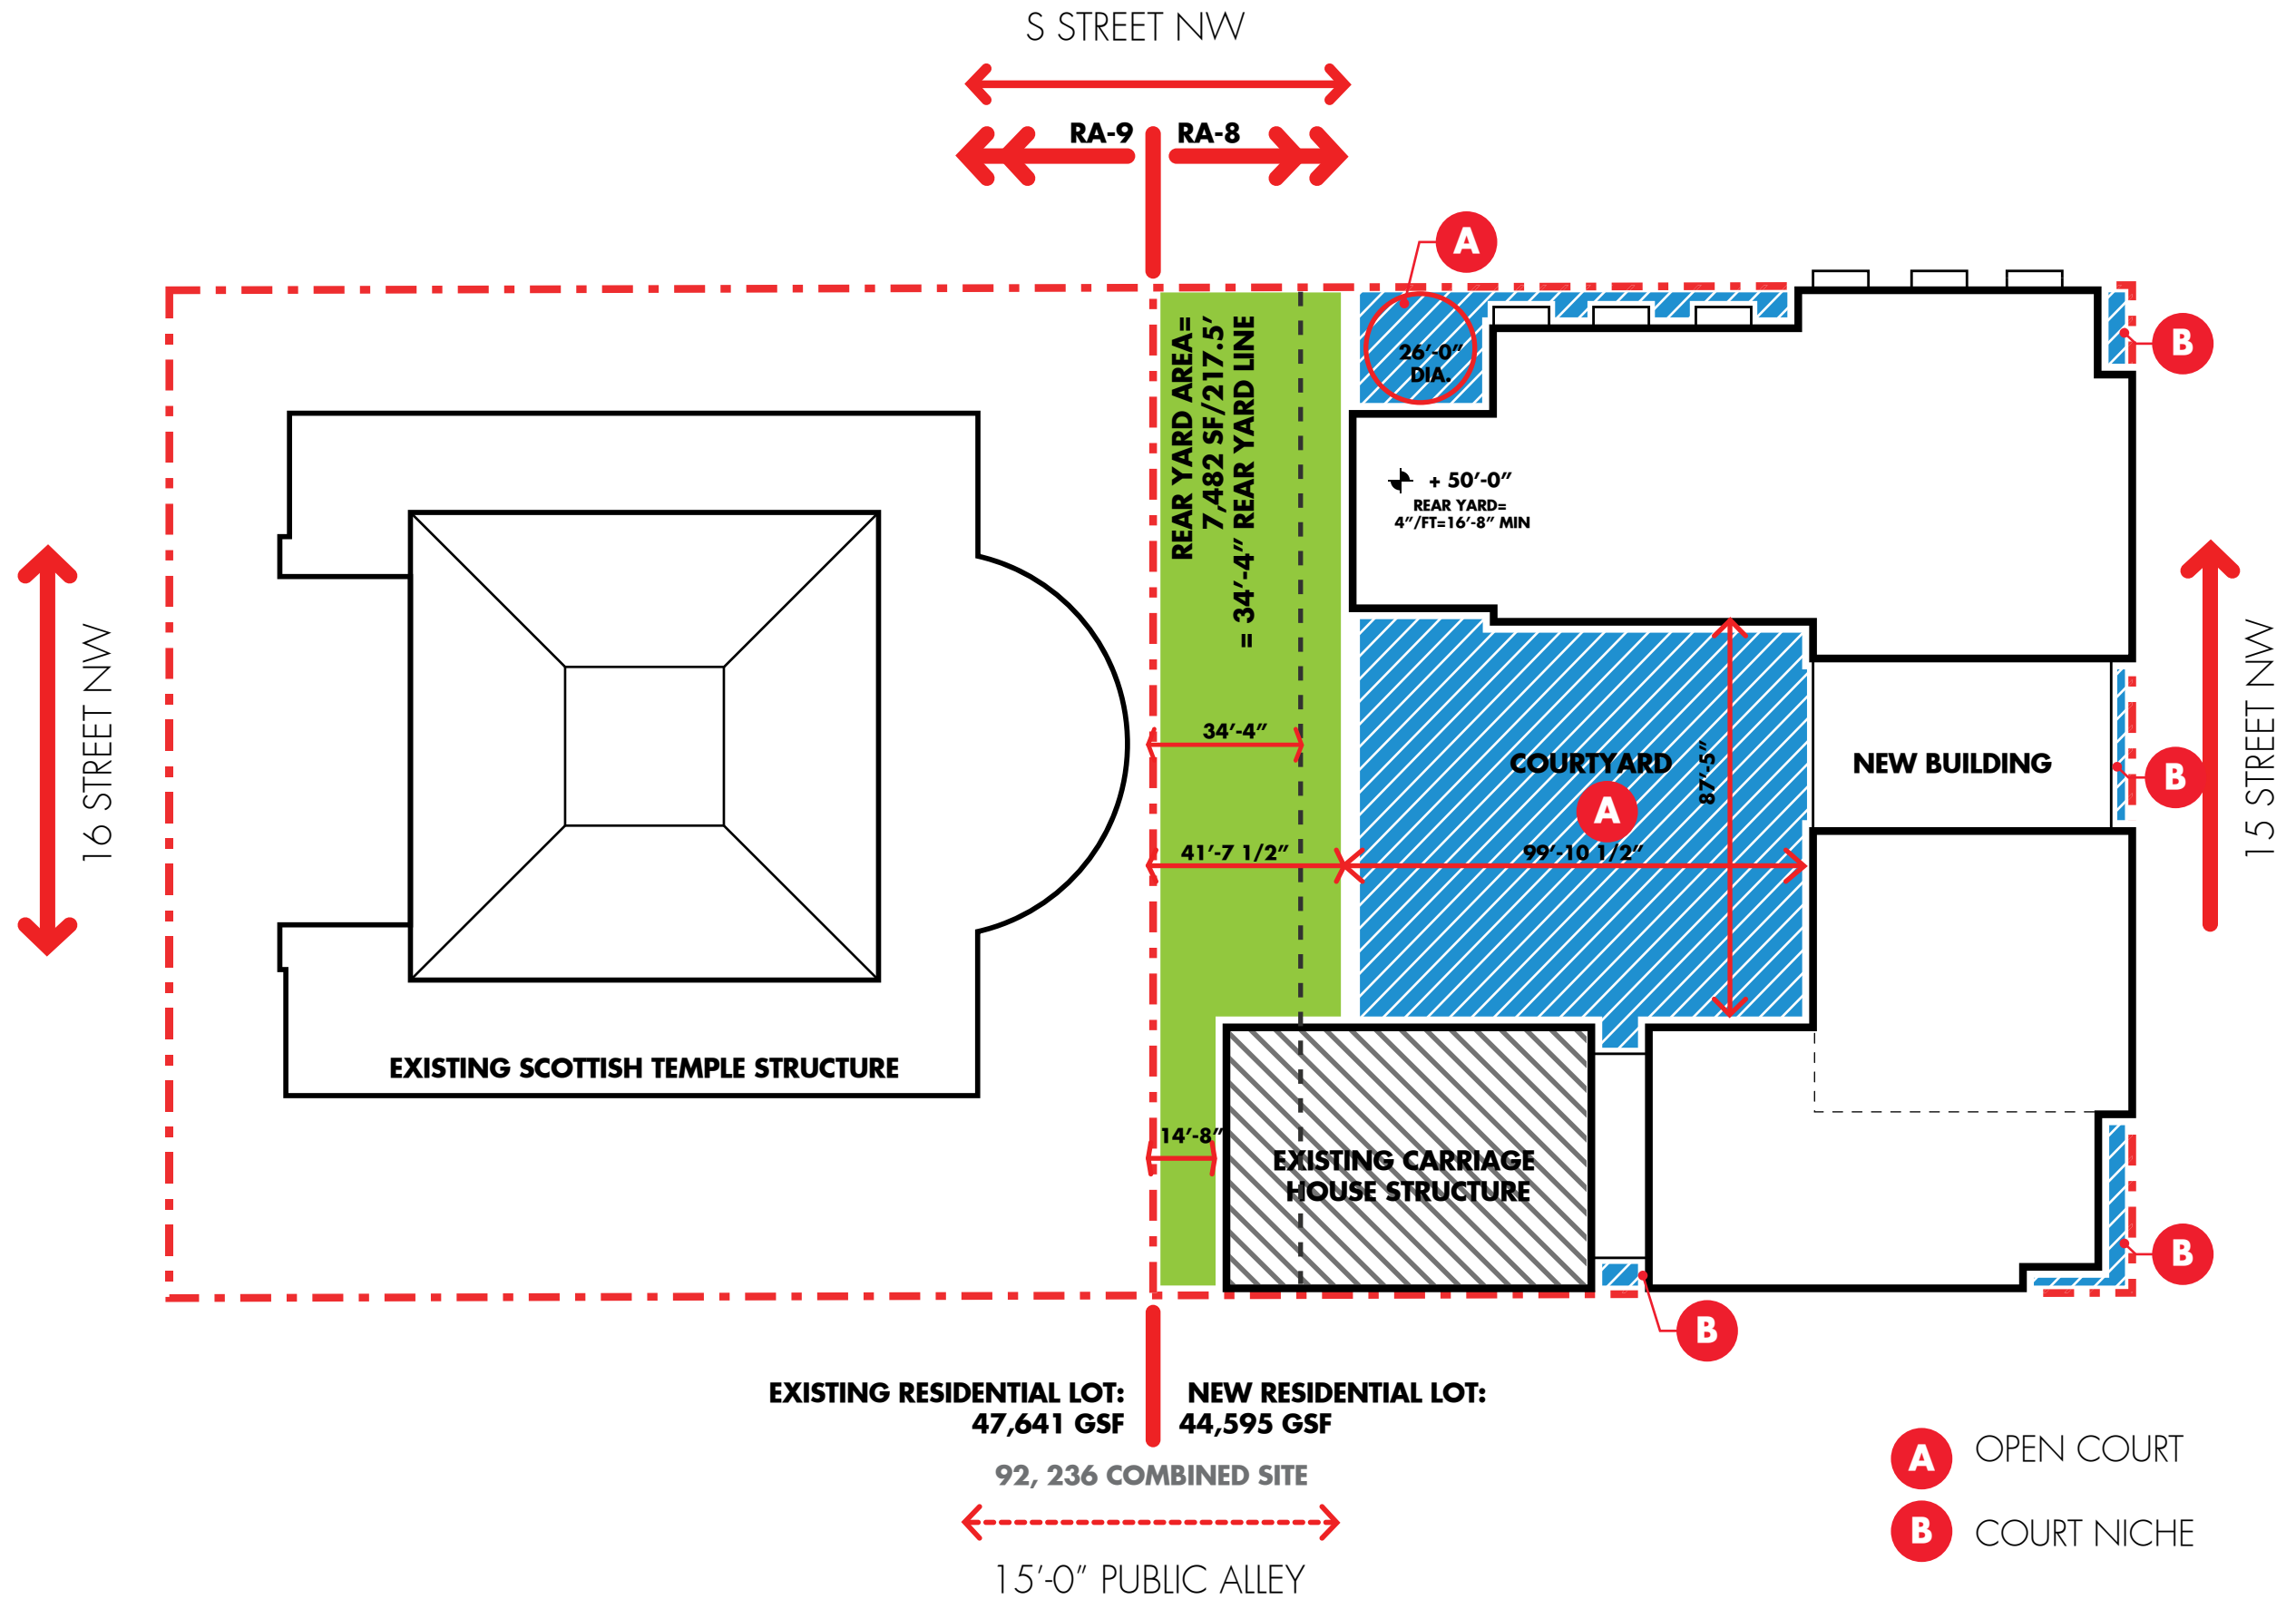 S STREET NW
RA-9
RA-8
A
B
26’-0”
DIA.
REAR YARD AREA=
7,482 SF/217.5’
= 34’-4” REAR YARD LINE
+ 50’-0”
REAR YARD=
4”/FT=16’-8” MIN
16 STREET NW
15 STREET NW
34’-4”
COURTYARD
A
87’-5”
NEW BUILDING
B
41’-7 1/2”
99’-10 1/2”
EXISTING SCOTTISH TEMPLE STRUCTURE
14’-8”
EXISTING CARRIAGE
HOUSE STRUCTURE
B
B
EXISTING RESIDENTIAL LOT:
47,641 GSF
NEW RESIDENTIAL LOT:
44,595 GSF
92, 236 COMBINED SITE
15’-0” PUBLIC ALLEY
A OPEN COURT
B COURT NICHE